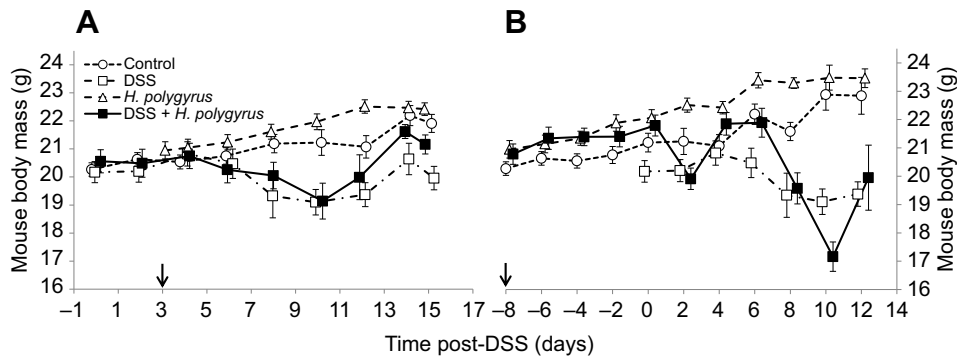 A
B
24
23
22
21
20
19
18
17
16
Mouse body mass (g)
Control
DSS
H. polygyrus
DSS + H. polygyrus
–1 1 3 5 7 9 11 13 15 17
–8 –6 –4 –2 0 2 4 6 8 10 12 14
24
23
22
21
20
19
18
17
16
Mouse body mass (g)
Time post-DSS (days)